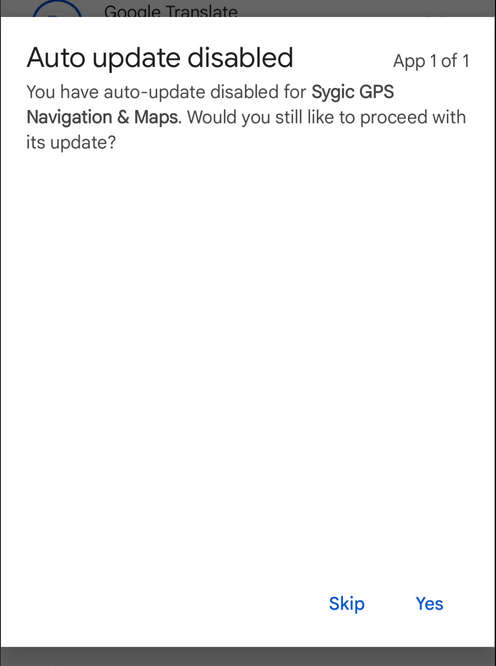 Google Translate
Auto update disabled
App 1 of 1
You have auto-update disabled for Sygic GPS
Navigation & Maps. Would you still like to proceed with
its update?
Skip
Yes